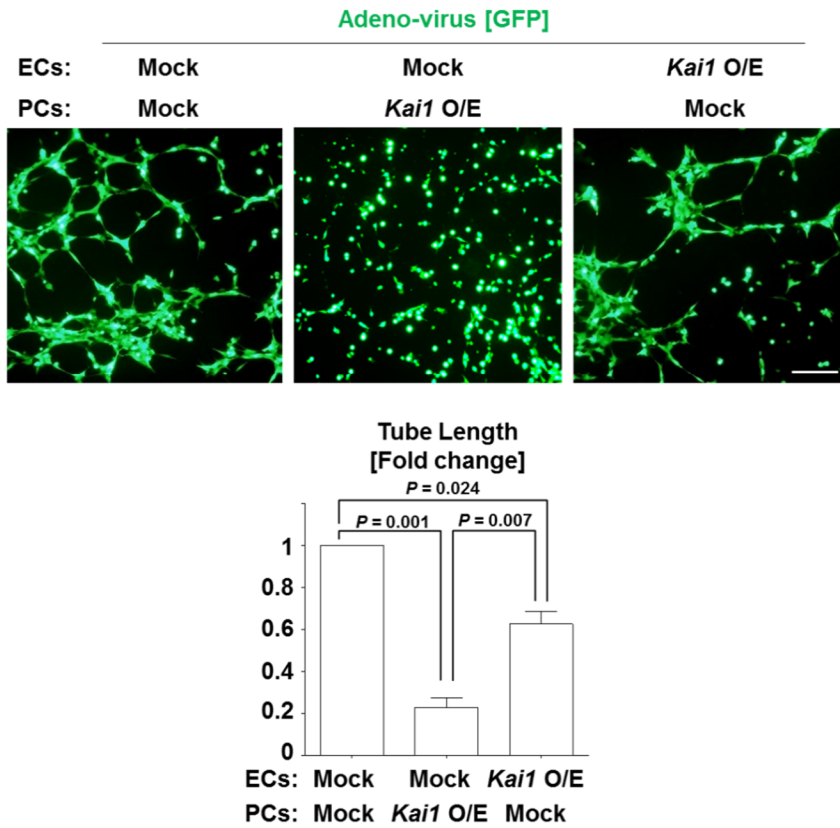 Adeno-virus [GFP]
ECs: Mock Mock Kai1 O/E
PCs: Mock Kai1 O/E Mock
Tube Length
[Fold change]
P = 0.024
P = 0.001 P = 0.007
1
0.8
0.6
0.4
0.2
0
ECs: Mock Mock Kai1 O/E
PCs: Mock Kai1 O/E Mock